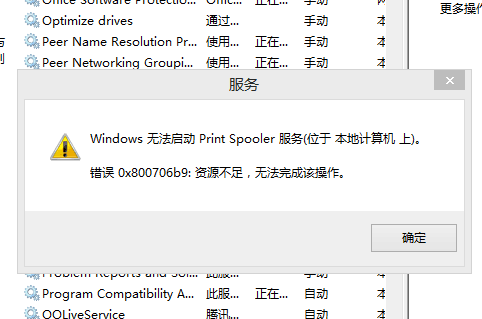 更多操作
Office Software Protectio... Offic... 正在... 手动
Optimize drives 通过... 手动 本
Peer Name Resolution Pr... 使用... 正在... 手动 本
Peer Networking Groupi... 使用... 正在... 手动 本
服务
Windows 无法启动 Print Spooler 服务(位于 本地计算机 上)。
错误 0x800706b9: 资源不足，无法完成该操作。
确定
Problem Reports and Sol... 此服... 手动 本
Program Compatibility A... 此服... 正在... 自动 本
QQLiveService 腾讯... 自动 本